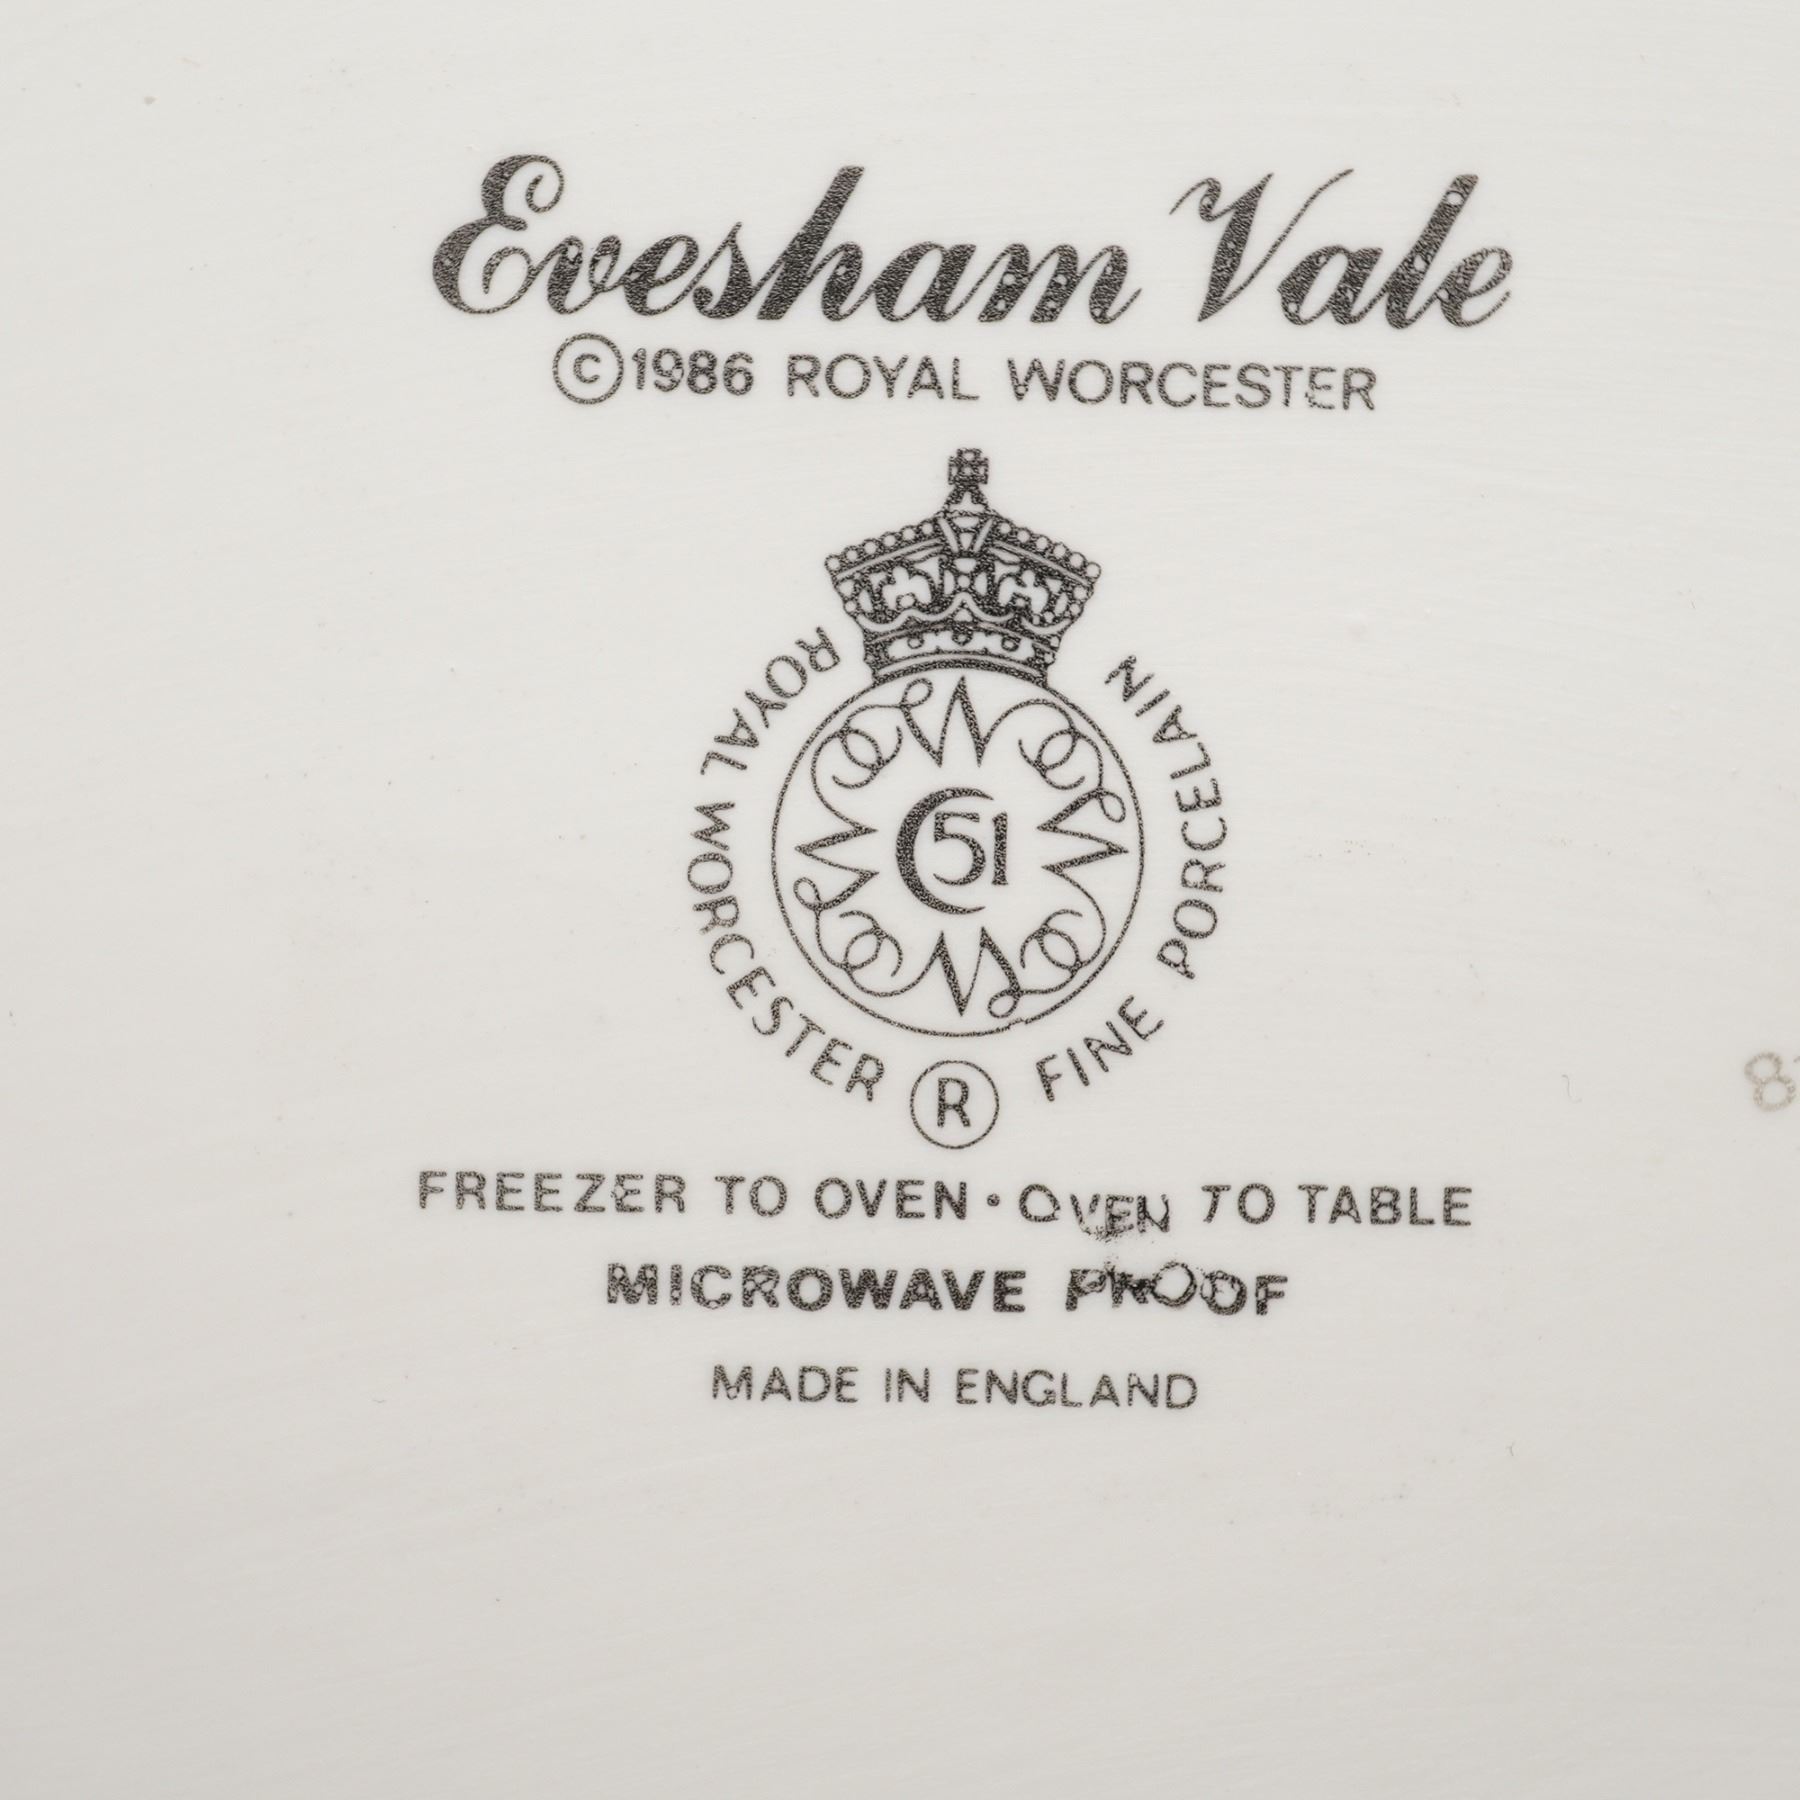 Evesham Vale
©1986 ROYAL WORCESTER
ROYAL WORCESTER ® FINE PORCELAIN
51
FREEZER TO OVEN • OVEN TO TABLE
MICROWAVE PROOF
MADE IN ENGLAND